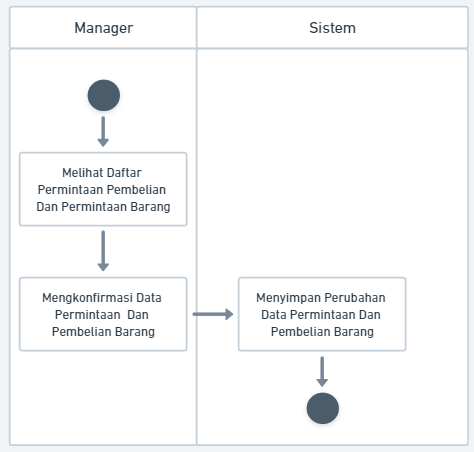 Manager
Sistem
Melihat Daftar
Permintaan Pembelian
Dan Permintaan Barang
Mengkonfirmasi Data
Permintaan Dan
Pembelian Barang
Menyimpan Perubahan
Data Permintaan Dan
Pembelian Barang